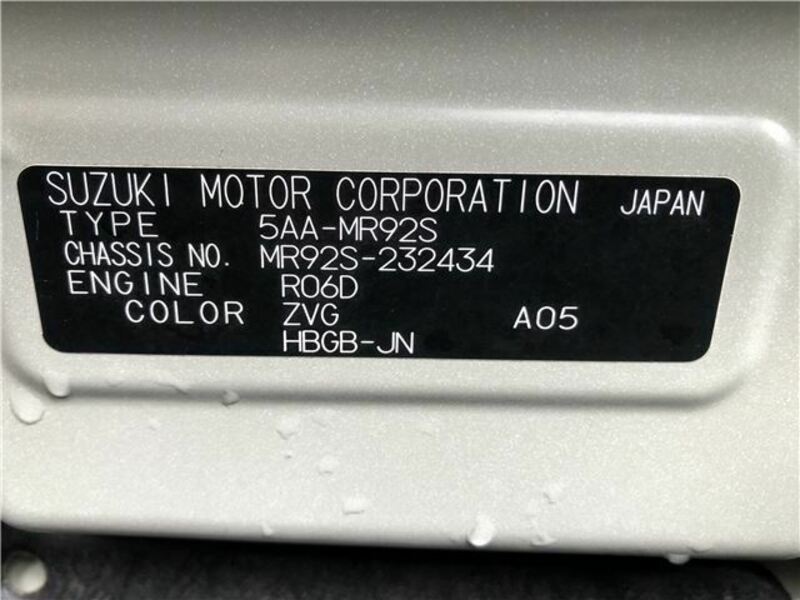 SUZUKI MOTOR CORPORATION JAPAN
TYPE 5AA-MR92S
CHASSIS NO. MR92S-232434
ENGINE R06D
COLOR ZVG A05
HBGB-JN